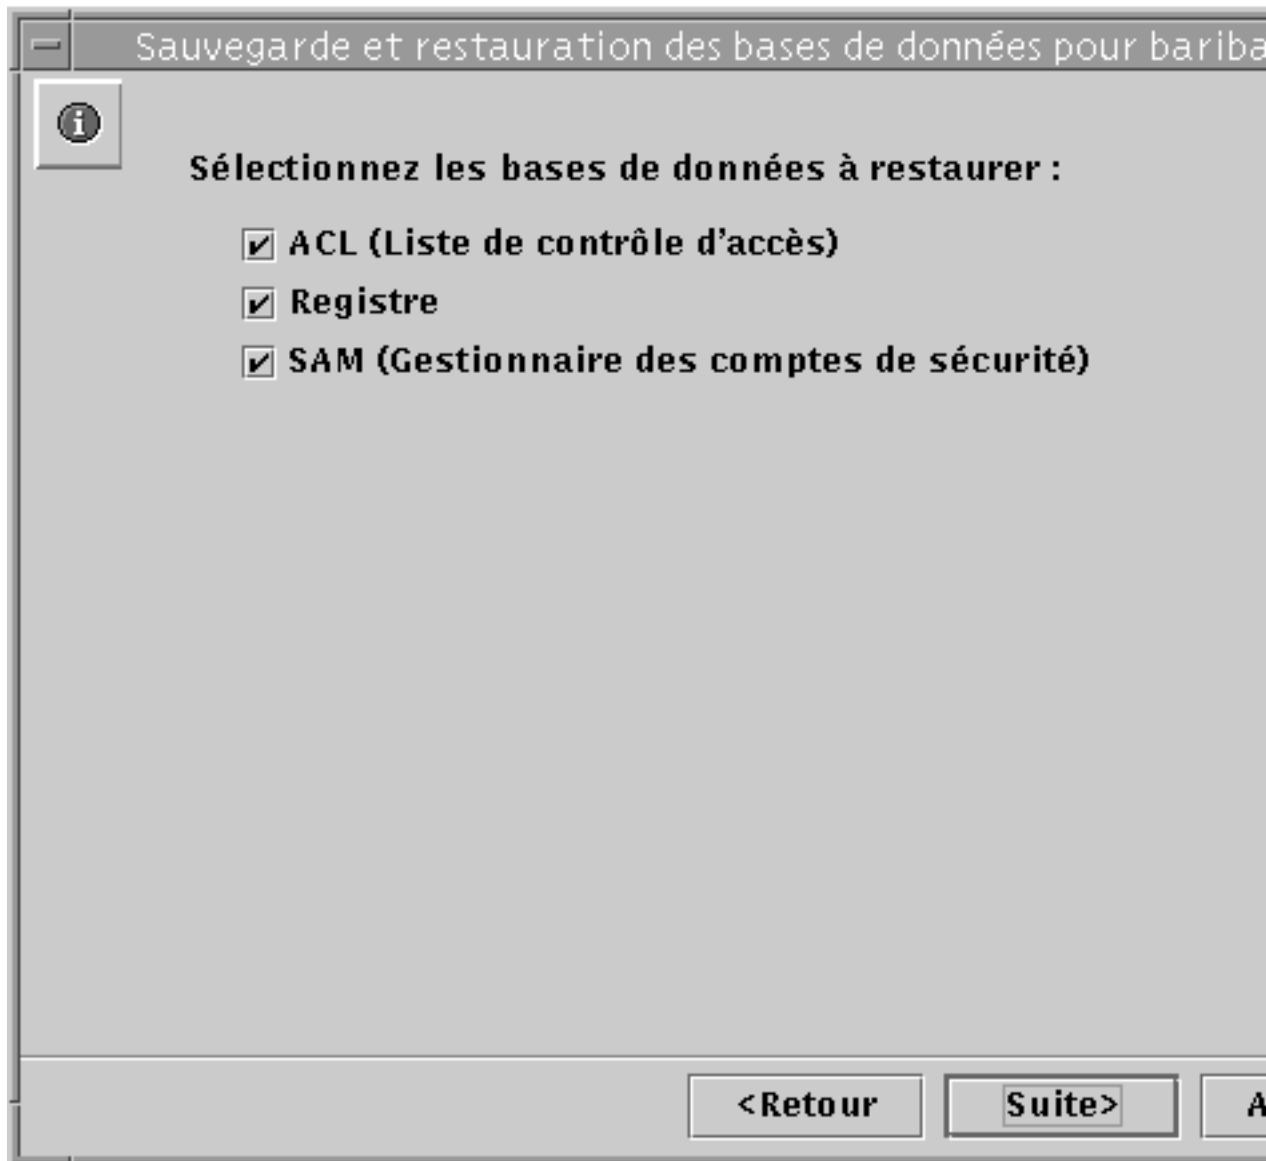 Sauvegarde et restauration des bases de données pour bariba
Sélectionnez les bases de données à restaurer :
ACL (Liste de contrôle d'accès)
Registre
SAM (Gestionnaire des comptes de sécurité)
<Retour Suite> A